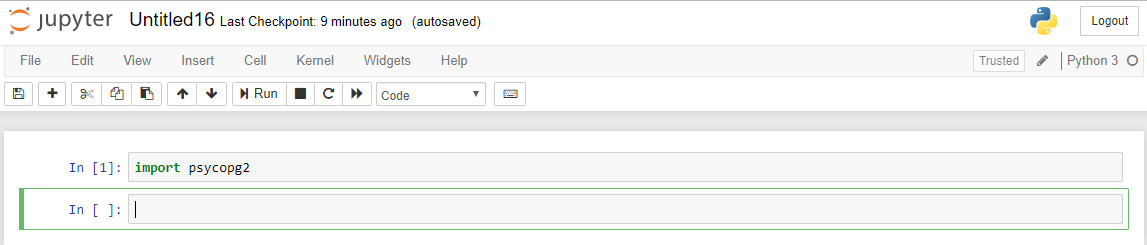 jupyter Untitled16 Last Checkpoint: 9 minutes ago (autosaved) Logout
File Edit View Insert Cell Kernel Widgets Help Trusted Python 3
Run Code
In [1]: import psycopg2
In [ ]: